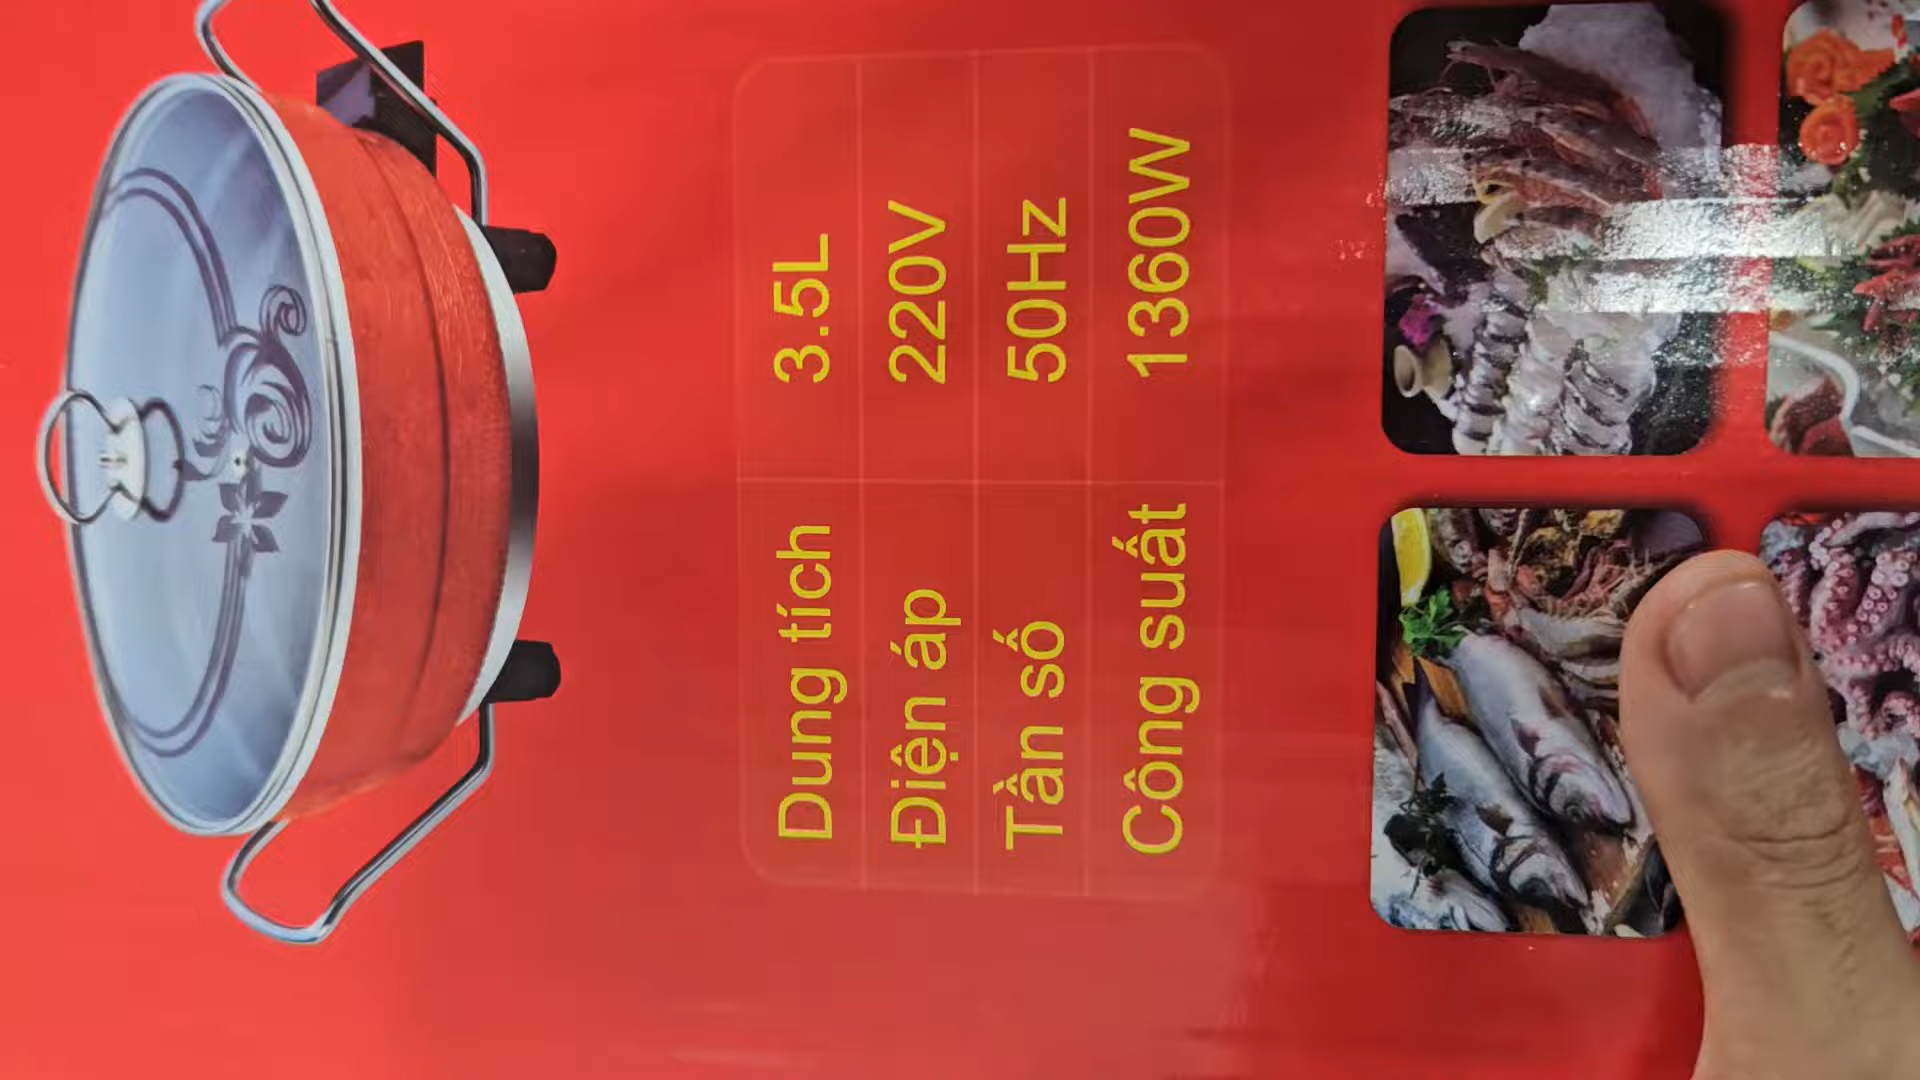 Dung tích 3.5L
Điện áp 220V
Tần số 50Hz
Công suất 1360W